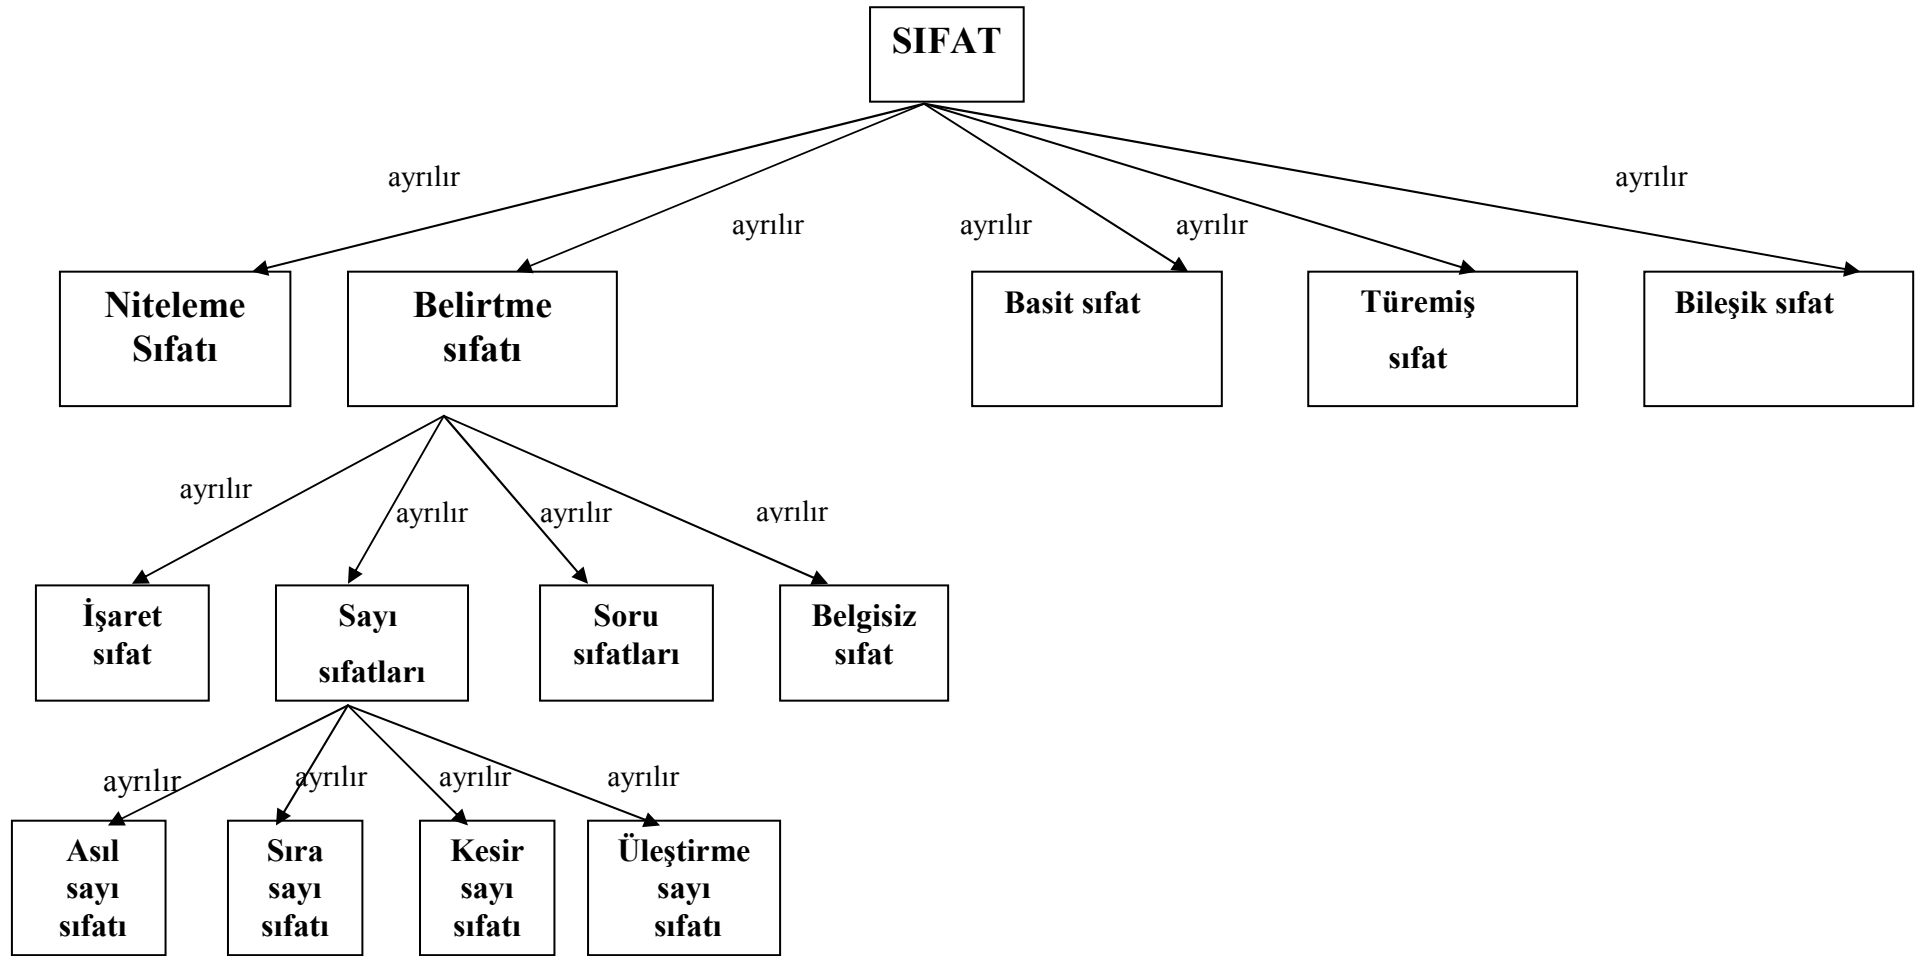 SIFAT
ayrılır
ayrılır
ayrılır
ayrılır
ayrılır
Niteleme
Sıfatı
Belirtme
sıfatı
Basit sıfat
Türemiş
sıfat
Bileşik sıfat
ayrılır
ayrılır
ayrılır
ayrılır
İşaret
sıfat
Sayı
sıfatları
Soru
sıfatları
Belgisiz
sıfat
ayrılır
ayrılır
ayrılır
ayrılır
Asıl
sayı
sıfatı
Sıra
sayı
sıfatı
Kesir
sayı
sıfatı
Üleştirme
sayı
sıfatı